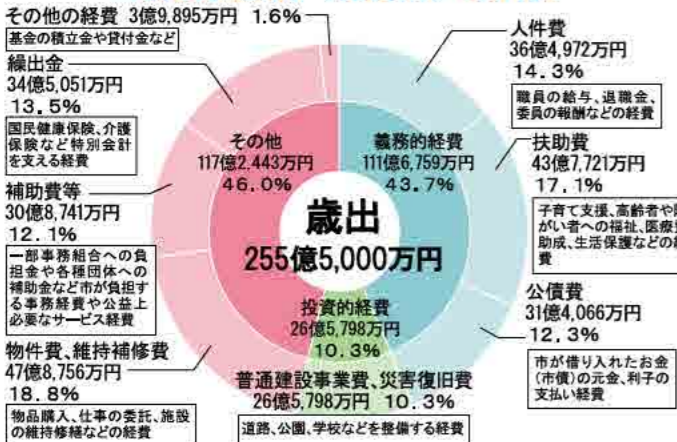 その他の経費 3億9,895万円 1.6%
基金の積立金や貸付金など
繰出金
34億5,051万円
13.5%
国民健康保険、介護
保険など特別会計
を支える経費
補助費等
30億8,741万円
12.1%
一部事務組合への負
担金や各種団体への
補助金など市が負担す
る事務経費や公益上
必要なサービス経費
物件費、維持補修費
47億8,756万円
18.8%
物品購入、仕事の委託、施設
の維持修繕などの経費
その他
117億2,443万円
46.0%
義務的経費
111億6,759万円
43.7%
歳出
255億5,000万円
投資的経費
26億5,798万円
10.3%
普通建設事業費、災害復旧費
26億5,798万円 10.3%
道路、公園、学校などを整備する経費
人件費
36億4,972万円
14.3%
職員の給与、退職金、
委員の報酬などの経費
扶助費
43億7,721万円
17.1%
子育て支援、高齢者や
がい者への福祉、医療
助成、生活保護などの
費
公債費
31億4,066万円
12.3%
市が借り入れたお金
(市債)の元金、利子の
支払い経費